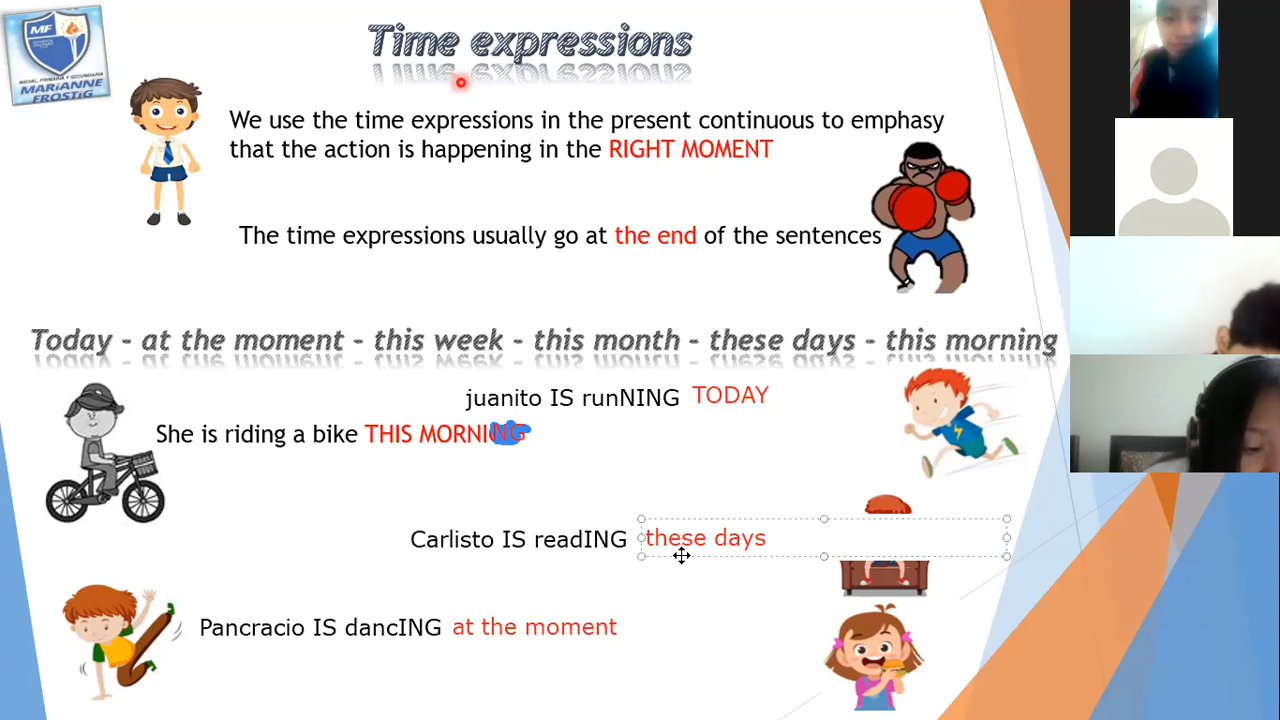 MF
INICIAL, PRIMARIA Y SECUNDARIA
MARIANNE
FROSTIG
Time expressions
We use the time expressions in the present continuous to emphasy
that the action is happening in the RIGHT MOMENT
The time expressions usually go at the end of the sentences
Today - at the moment - this week - this month - these days - this morning
juanito IS runNING TODAY
She is riding a bike THIS MORNING
Carlisto IS readING these days
Pancracio IS dancING at the moment